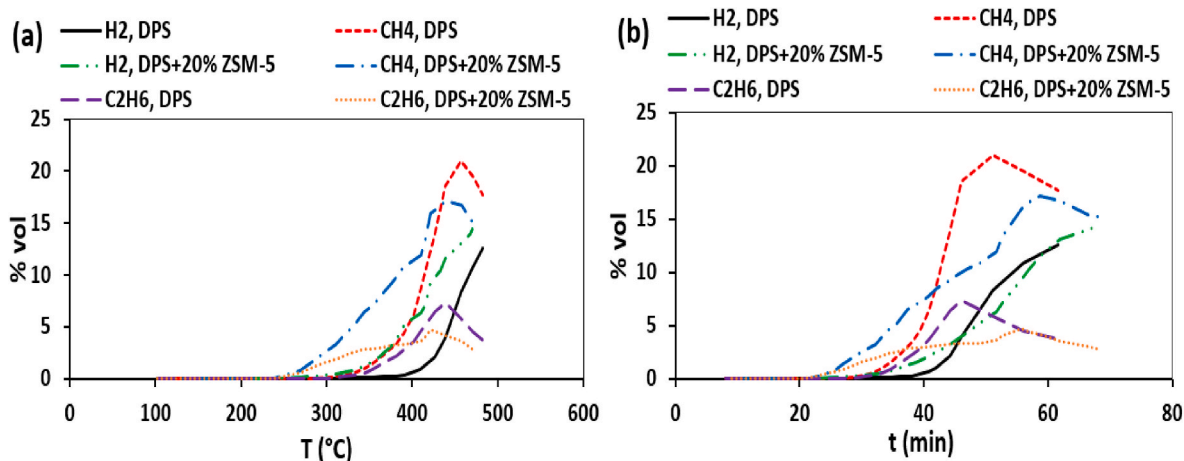 (a)
H2, DPS
CH4, DPS
H2, DPS+20% ZSM-5
CH4, DPS+20% ZSM-5
C2H6, DPS
C2H6, DPS+20% ZSM-5
25
20
15
10
5
0
% vol
0
100
200
300
400
500
600
T (°C)
(b)
H2, DPS
CH4, DPS
H2, DPS+20% ZSM-5
CH4, DPS+20% ZSM-5
C2H6, DPS
C2H6, DPS+20% ZSM-5
25
20
15
10
5
0
% vol
0
20
40
60
80
t (min)